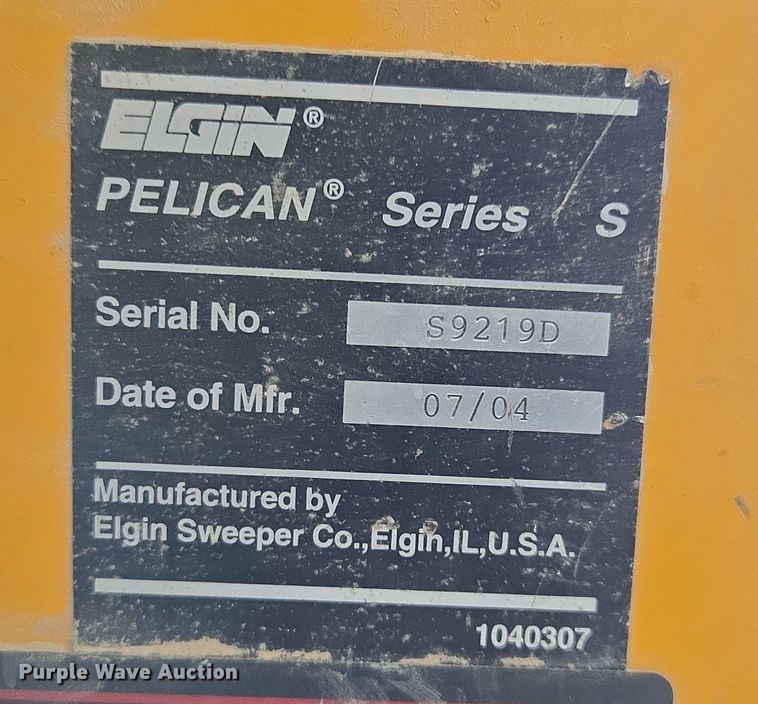 ELGIN®
PELICAN® Series S
Serial No. S9219D
Date of Mfr. 07/04
Manufactured by
Elgin Sweeper Co.,Elgin,IL,U.S.A.
1040307
Purple Wave Auction